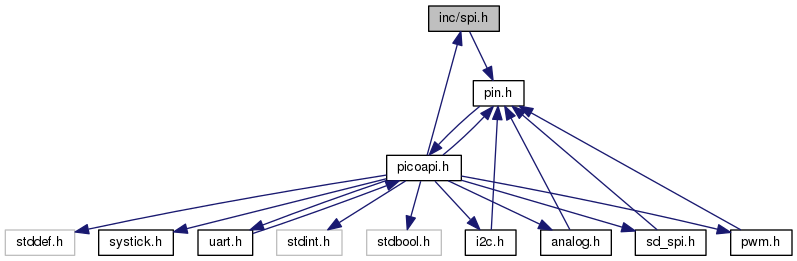 inc/spi.h
pin.h
picoapi.h
stddef.h
systick.h
uart.h
stdint.h
stdbool.h
i2c.h
analog.h
sd_spi.h
pwm.h